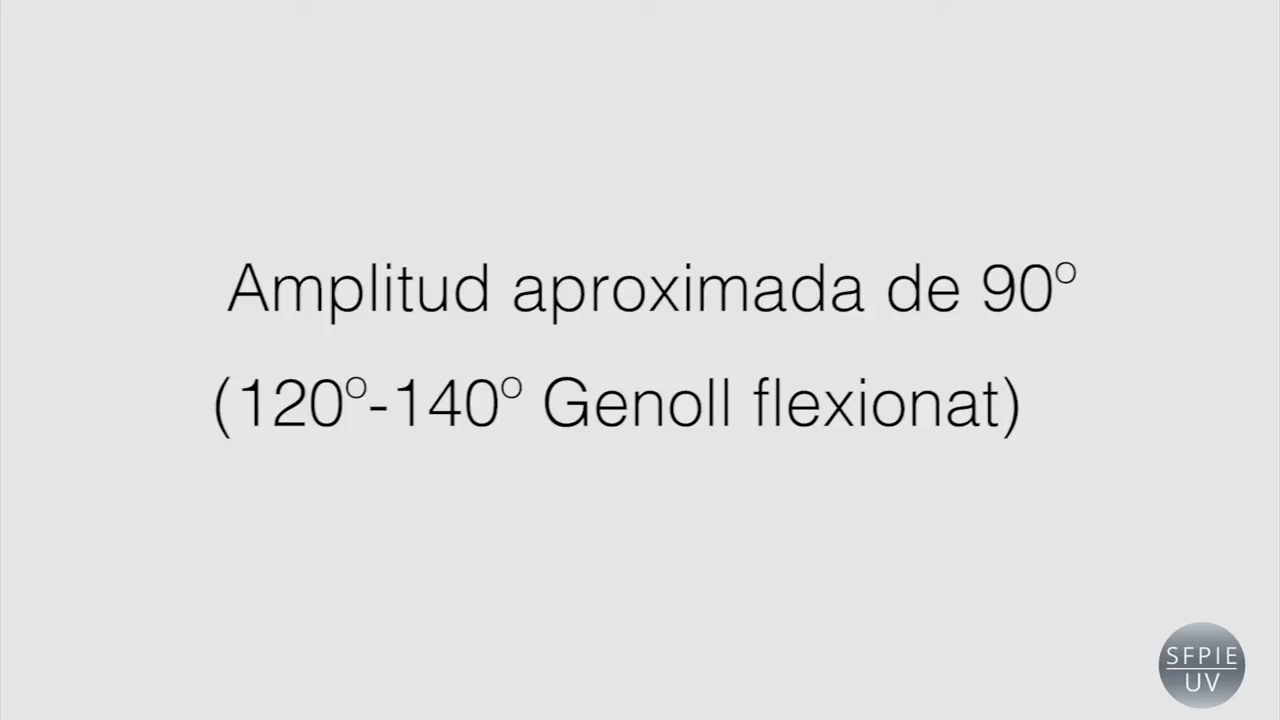 Amplitud aproximada de 90º
(120º-140º Genoll flexionat)
SFPIE
UV